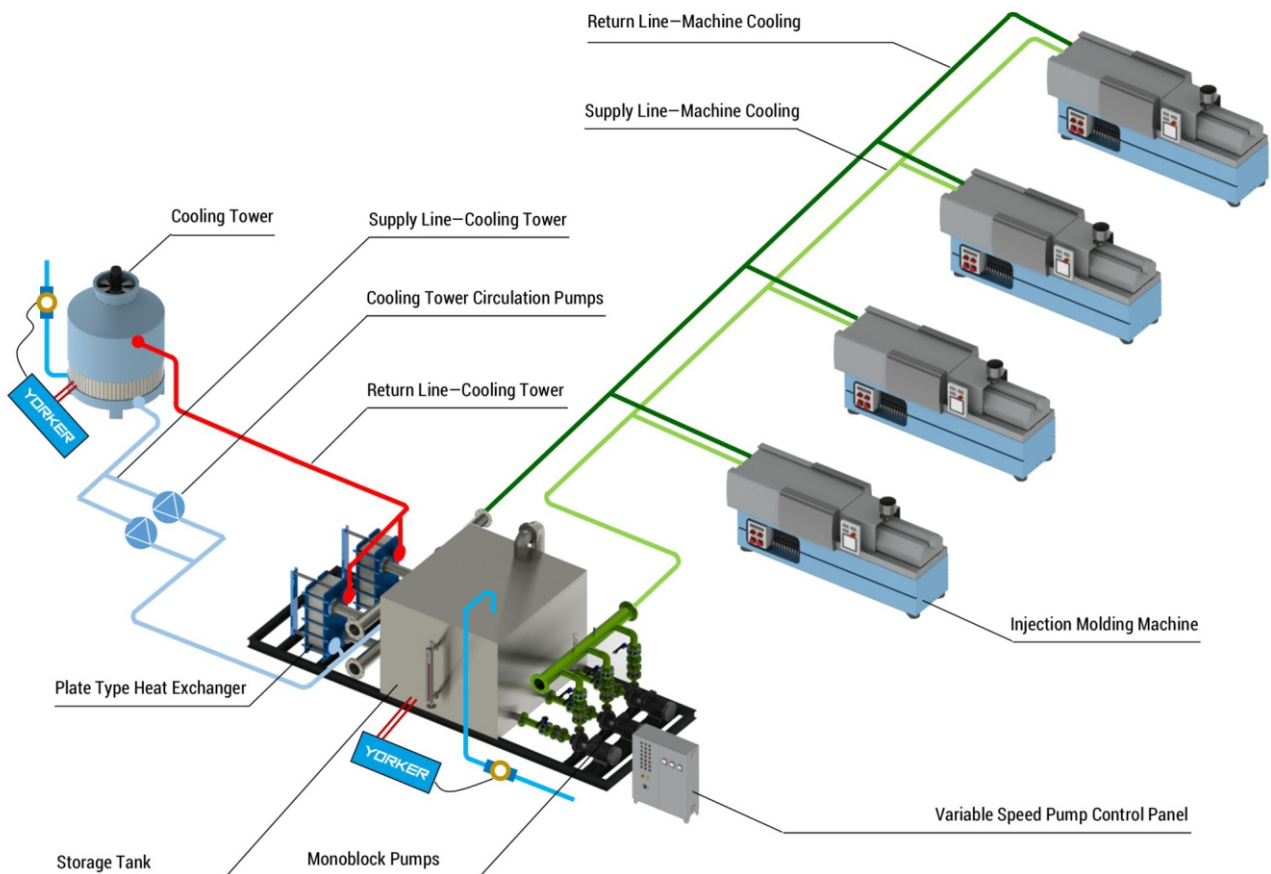 Return Line—Machine Cooling
Supply Line—Machine Cooling
Cooling Tower
Supply Line—Cooling Tower
Cooling Tower Circulation Pumps
YORKER
Return Line—Cooling Tower
Injection Molding Machine
Plate Type Heat Exchanger
YORKER
Variable Speed Pump Control Panel
Storage Tank
Monoblock Pumps